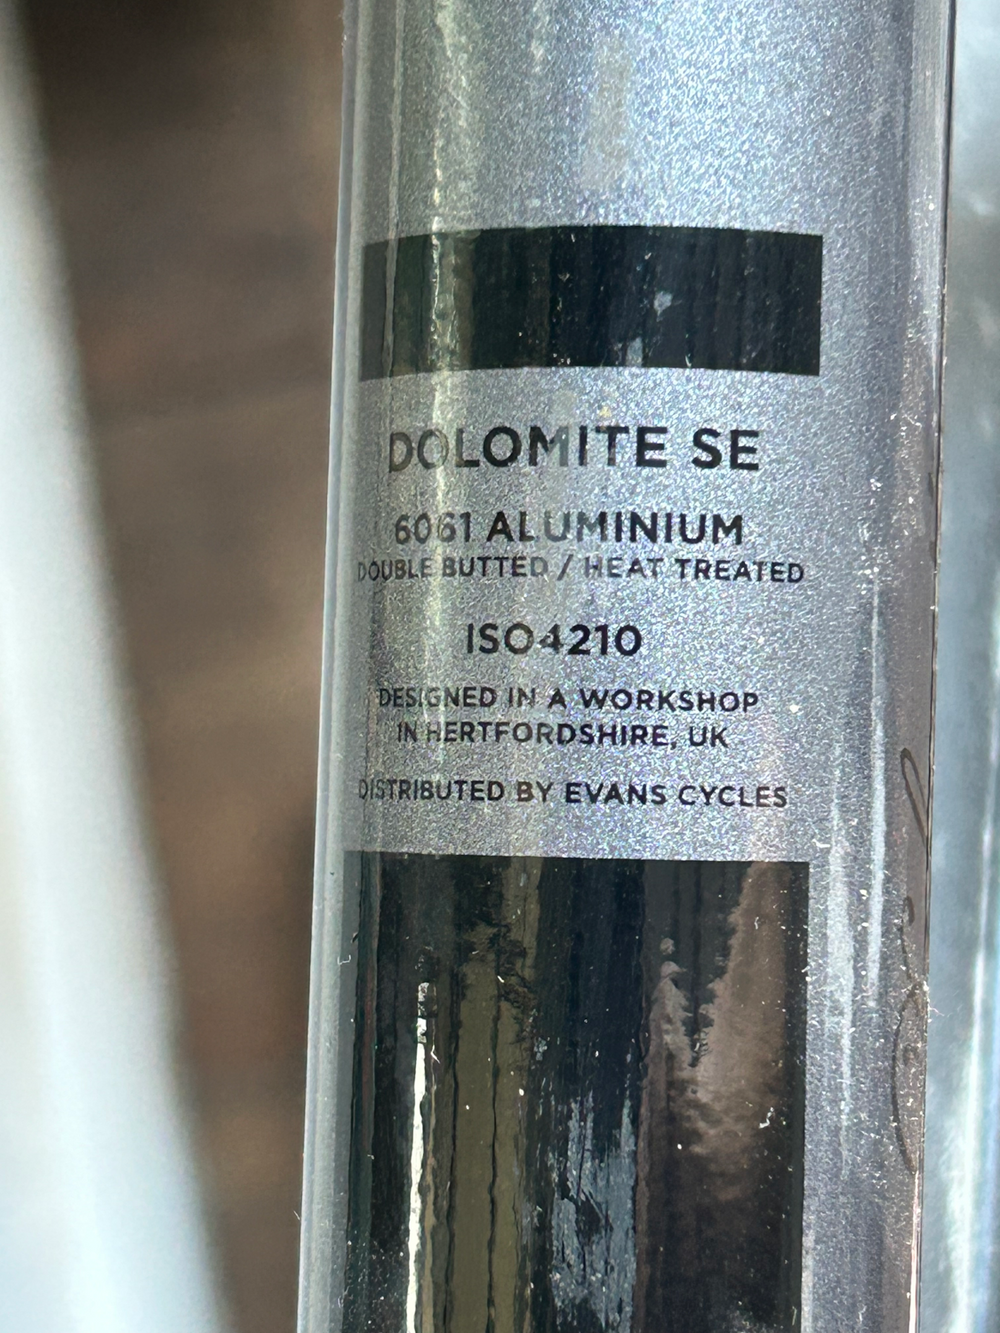 DOLOMITE SE
6061 ALUMINIUM
DOUBLE BUTTED / HEAT TREATED
ISO4210
DESIGNED IN A WORKSHOP
IN HERTFORDSHIRE, UK
DISTRIBUTED BY EVANS CYCLES